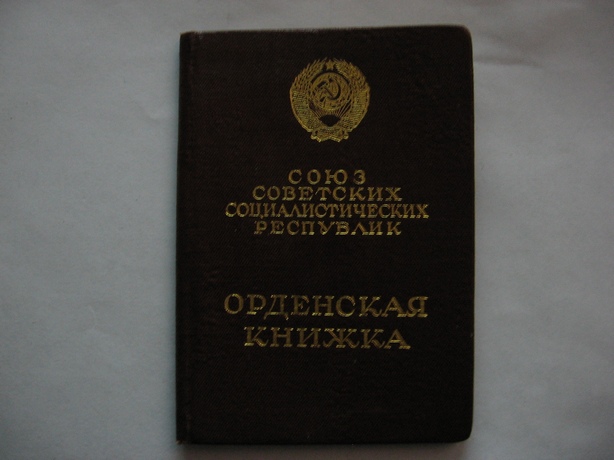 СОЮЗ
СОВЕТСКИХ
СОЦИАЛИСТИЧЕСКИХ
РЕСПУБЛИК
ОРДЕНСКАЯ
КНИЖКА